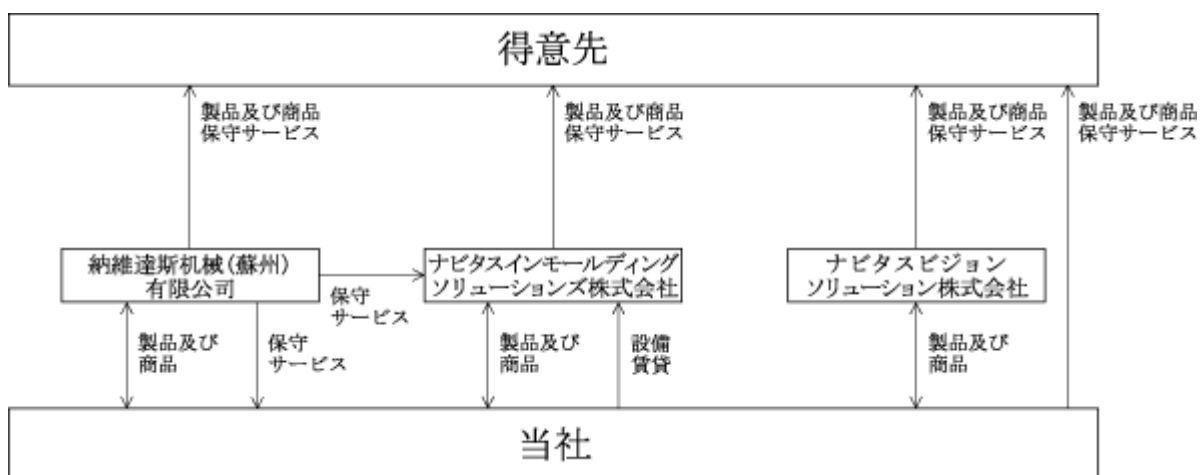 得意先
製品及び商品
保守サービス
製品及び商品
保守サービス
製品及び商品
保守サービス
製品及び商品
保守サービス
納維達斯机械(蘇州)
有限公司
ナビタスインモールディング
ソリューションズ株式会社
ナビタスビジョン
ソリューション株式会社
保守
サービス
製品及び
商品
保守
サービス
製品及び
商品
設備
賃貸
製品及び
商品
当社